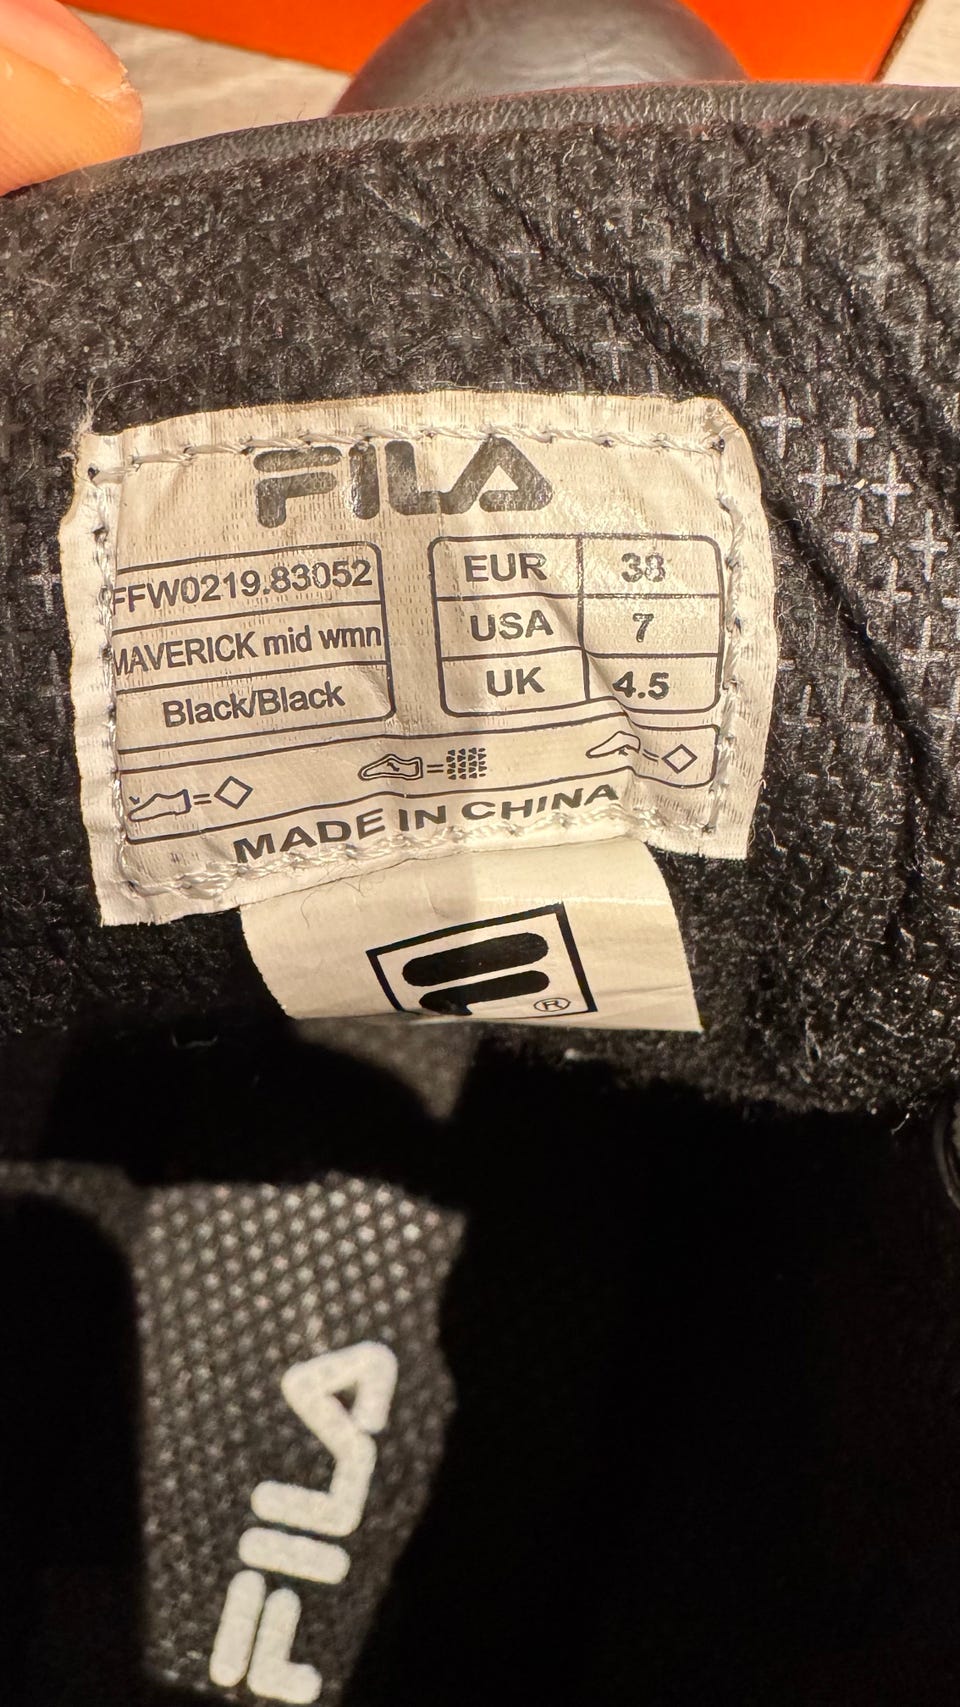 FILA
FFW0219.83052
MAVERICK mid wmn
Black/Black
EUR 38
USA 7
UK 4.5
MADE IN CHINA
F ®
FILA